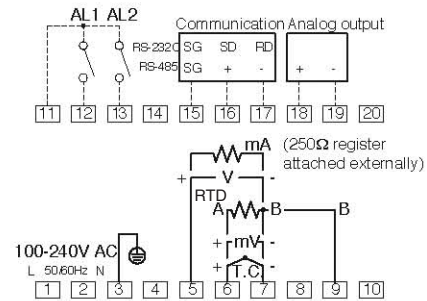 AL1 AL2
Communication Analog output
RS-232C SG SD RD
RS-485 SG + - + -
11 12 13 14 15 16 17 18 19 20
mA (250Ω register
attached externally)
+ V -
RTD
A B B
100-240V AC
+ mV -
L 50/60Hz N
+ T.C. -
1 2 3 4 5 6 7 8 9 10